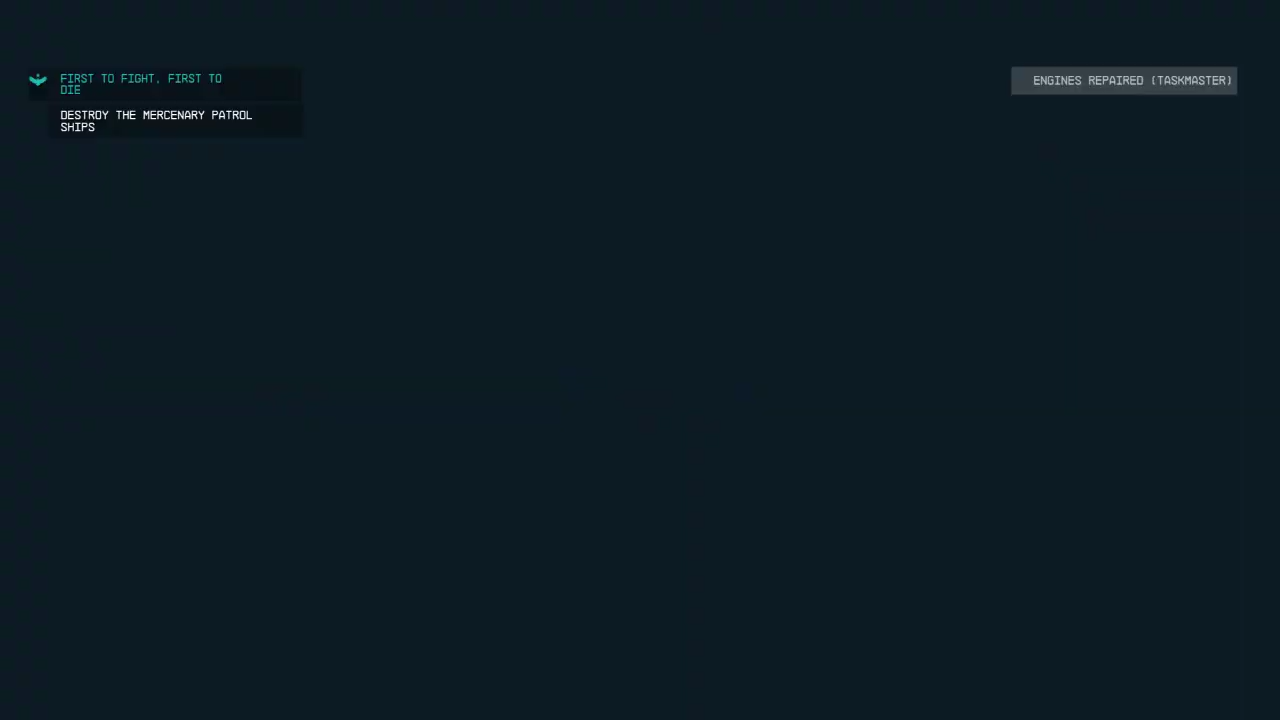 FIRST TO FIGHT, FIRST TO
DIE
DESTROY THE MERCENARY PATROL
SHIPS
ENGINES REPAIRED (TASKMASTER)